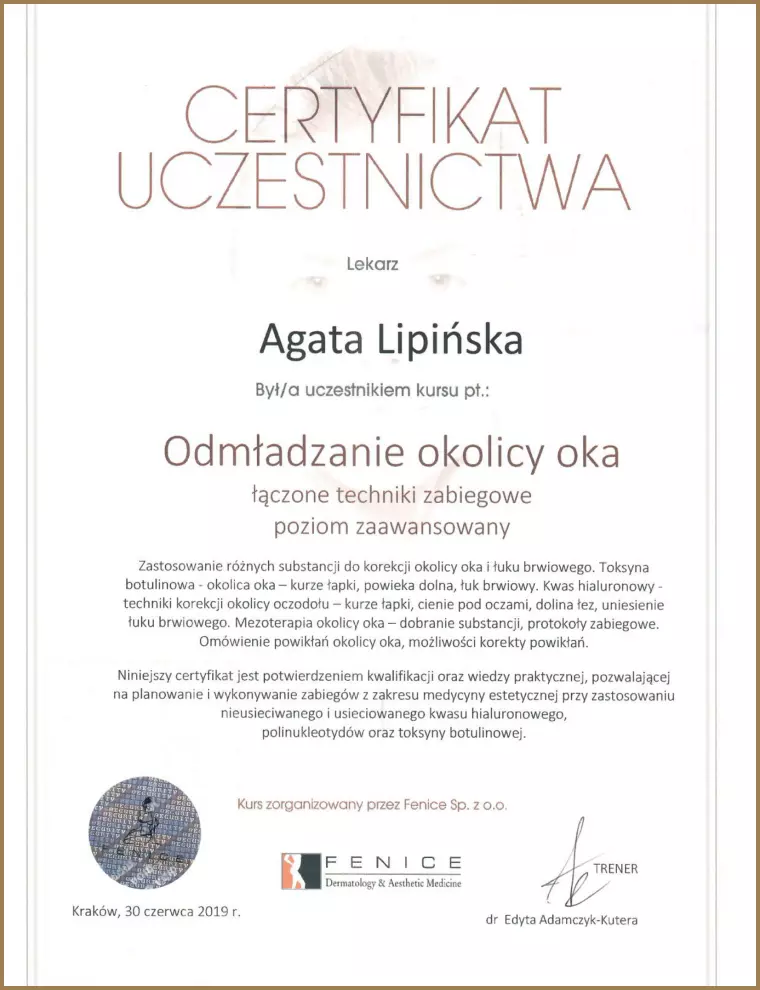 CERTYFIKAT
UCZESTNICTWA
Lekarz
Agata Lipińska
Był/a uczestnikiem kursu pt.:
Odmładzanie okolicy oka
łączone techniki zabiegowe
poziom zaawansowany
Zastosowanie różnych substancji do korekcji okolicy oka i łuku brwiowego. Toksyna
botulinowa - okolica oka – kurze łapki, powieka dolna, łuk brwiowy. Kwas hialuronowy -
techniki korekcji okolicy oczodołu – kurze łapki, cienie pod oczami, dolina łez, uniesienie
łuku brwiowego. Mezoterapia okolicy oka – dobranie substancji, protokoły zabiegowe.
Omówienie powikłań okolicy oka, możliwości korekty powikłań.
Niniejszy certyfikat jest potwierdzeniem kwalifikacji oraz wiedzy praktycznej, pozwalającej
na planowanie i wykonywanie zabiegów z zakresu medycyny estetycznej przy zastosowaniu
nieusieciwanego i usieciowanego kwasu hialuronowego,
polinukleotydów oraz toksyny botulinowej.
Kurs zorganizowany przez Fenice Sp. z o.o.
FENICE
FENICE
Dermatology & Aesthetic Medicine
TRENER
Kraków, 30 czerwca 2019 r.
dr Edyta Adamczyk-Kutera